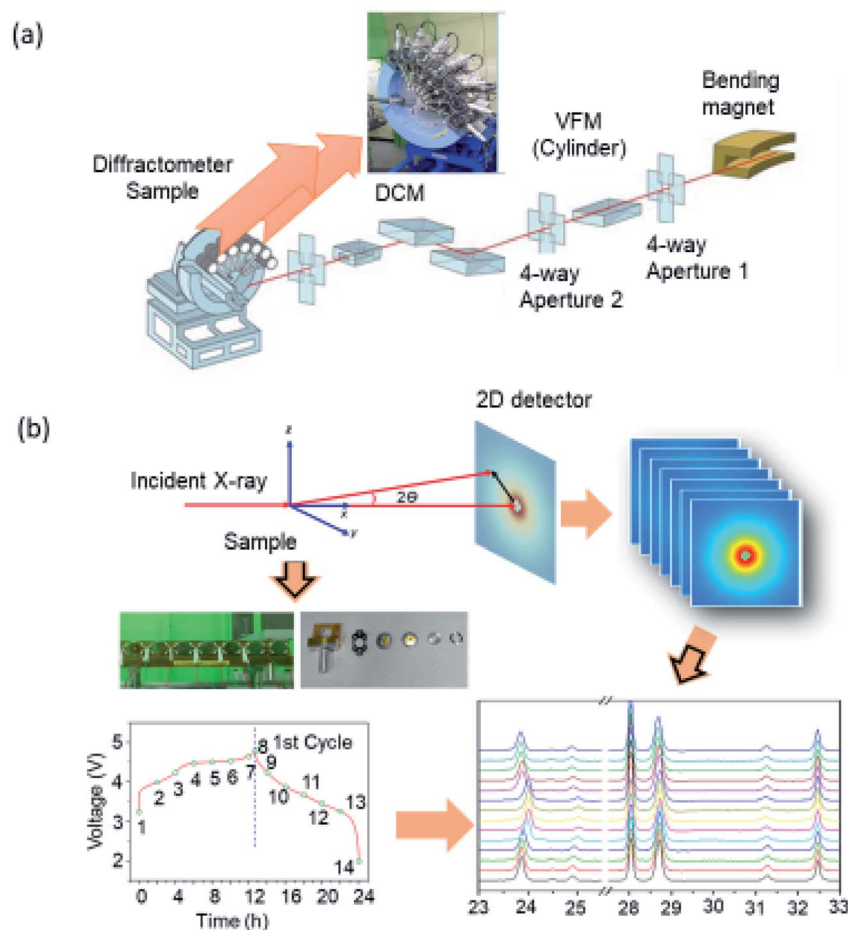 (a)
Bending
magnet
VFM
(Cylinder)
Diffractometer
Sample
DCM
4-way
Aperture 1
4-way
Aperture 2
(b)
2D detector
z
Incident X-ray
2Θ
x
y
Sample
1st Cycle
Voltage (V)
5
4
3
2
1
2
3
4
5
6
7
8
9
10
11
12
13
14
0
4
8
12
16
20
24
Time (h)
23
24
25
28
29
30
31
32
33